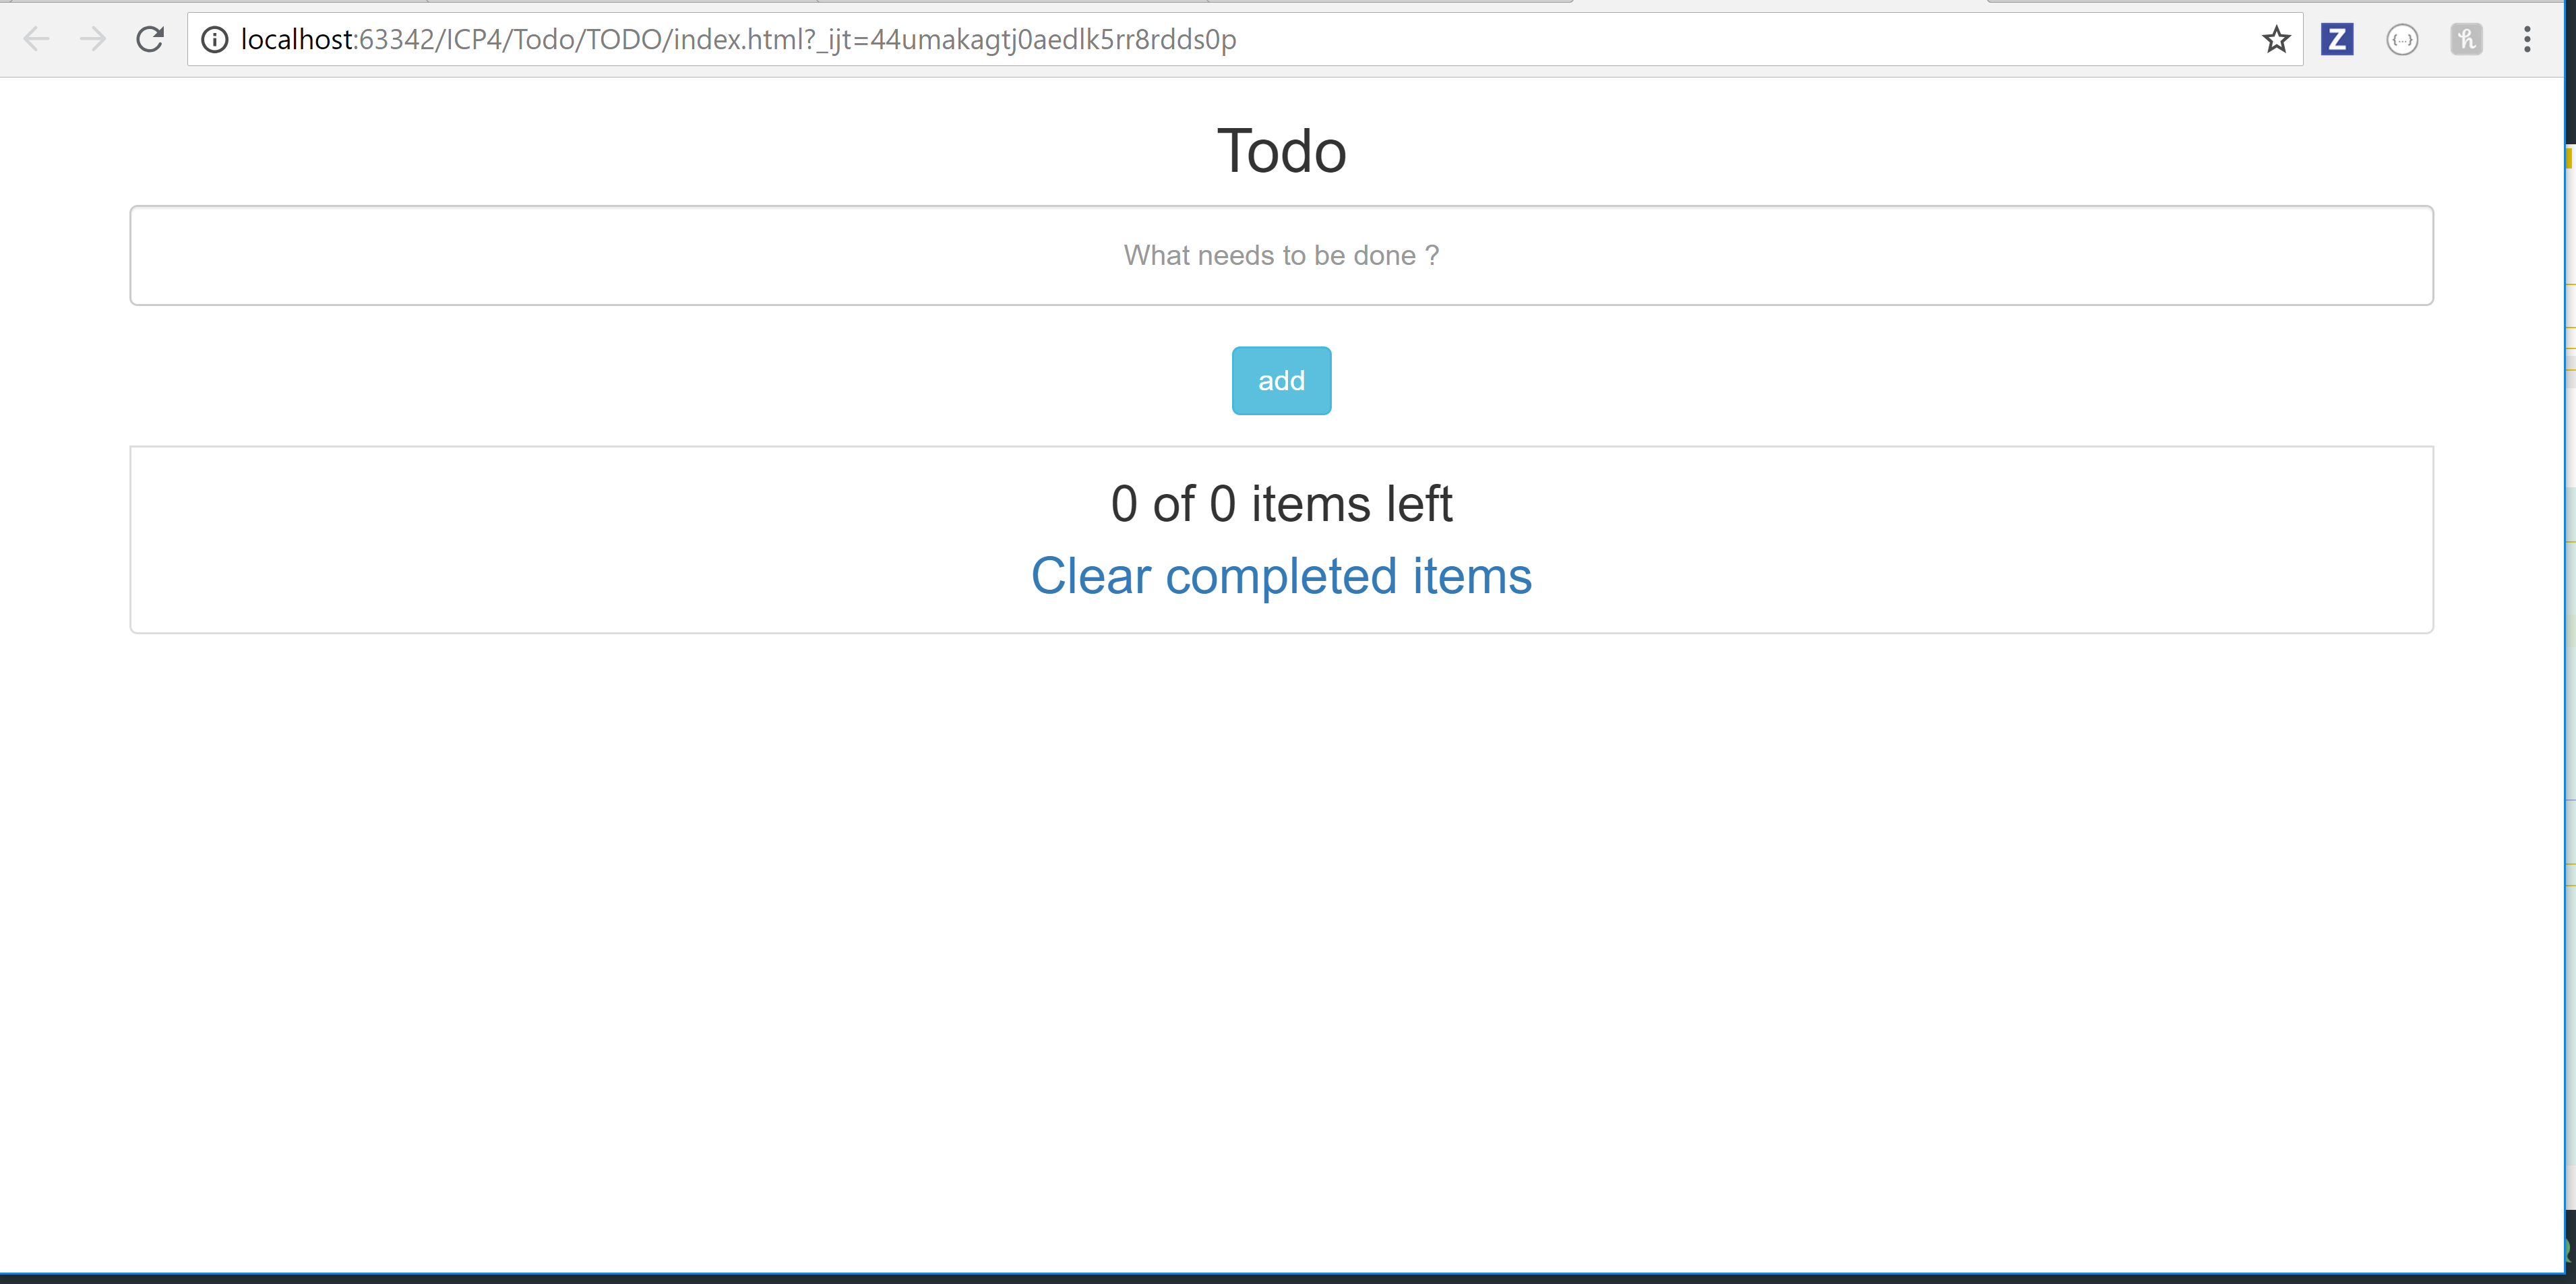 localhost:63342/ICP4/Todo/TODO/index.html?_ijt=44umakagtj0aedlk5rr8rdds0p
Z
{...}
h
Todo
What needs to be done ?
add
0 of 0 items left
Clear completed items